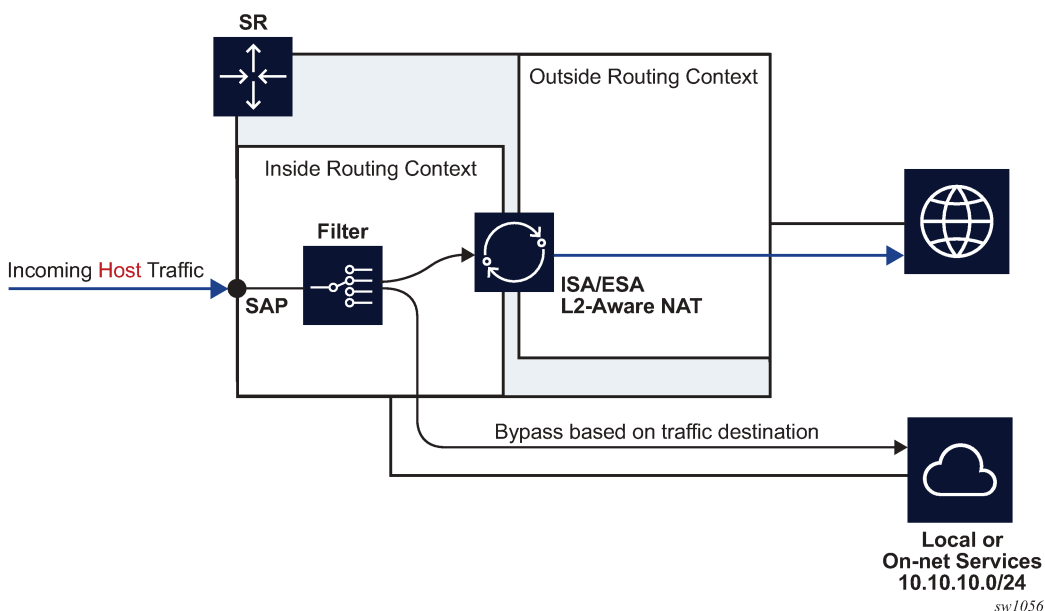 SR
Outside Routing Context
Inside Routing Context
Filter
Incoming Host Traffic
SAP
ISA/ESA
L2-Aware NAT
Bypass based on traffic destination
Local or
On-net Services
10.10.10.0/24
sw1056